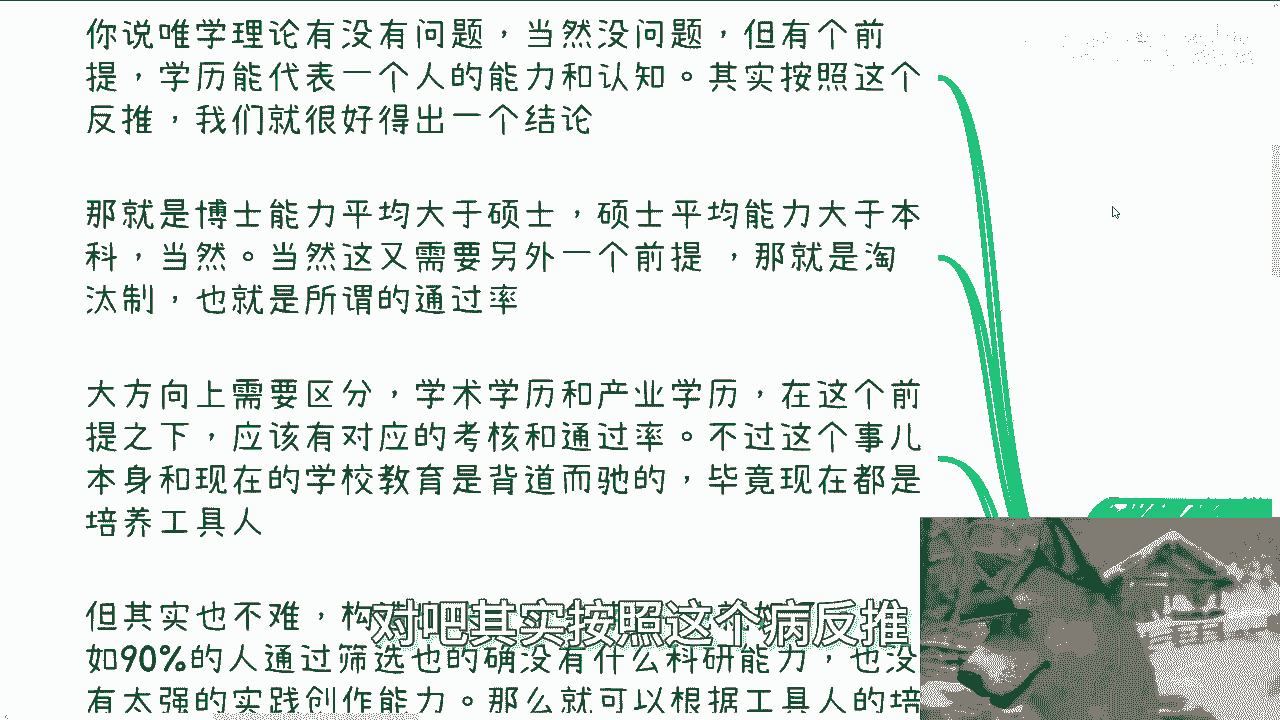 你说唯学理论有没有问题，当然没问题，但有个前
提，学历能代表一个人的能力和认知。其实按照这个
反推，我们就很好得出一个结论
那就是博士能力平均大于硕士，硕士平均能力大于本
科，当然。当然这又需要另外一个前提 ，那就是淘
汰制，也就是所谓的通过率
大方向上需要区分，学术学历和产业学历，在这个前
提之下，应该有对应的考核和通过率。不过这个事儿
本身和现在的学校教育是背道而驰的，毕竟现在都是
培养工具人
但其实也不难，构
对吧其实按照这个病反推
如90%的人通过筛选也的确没有什么科研能力，也没
有太强的实践创作能力。那么就可以根据工具人的培